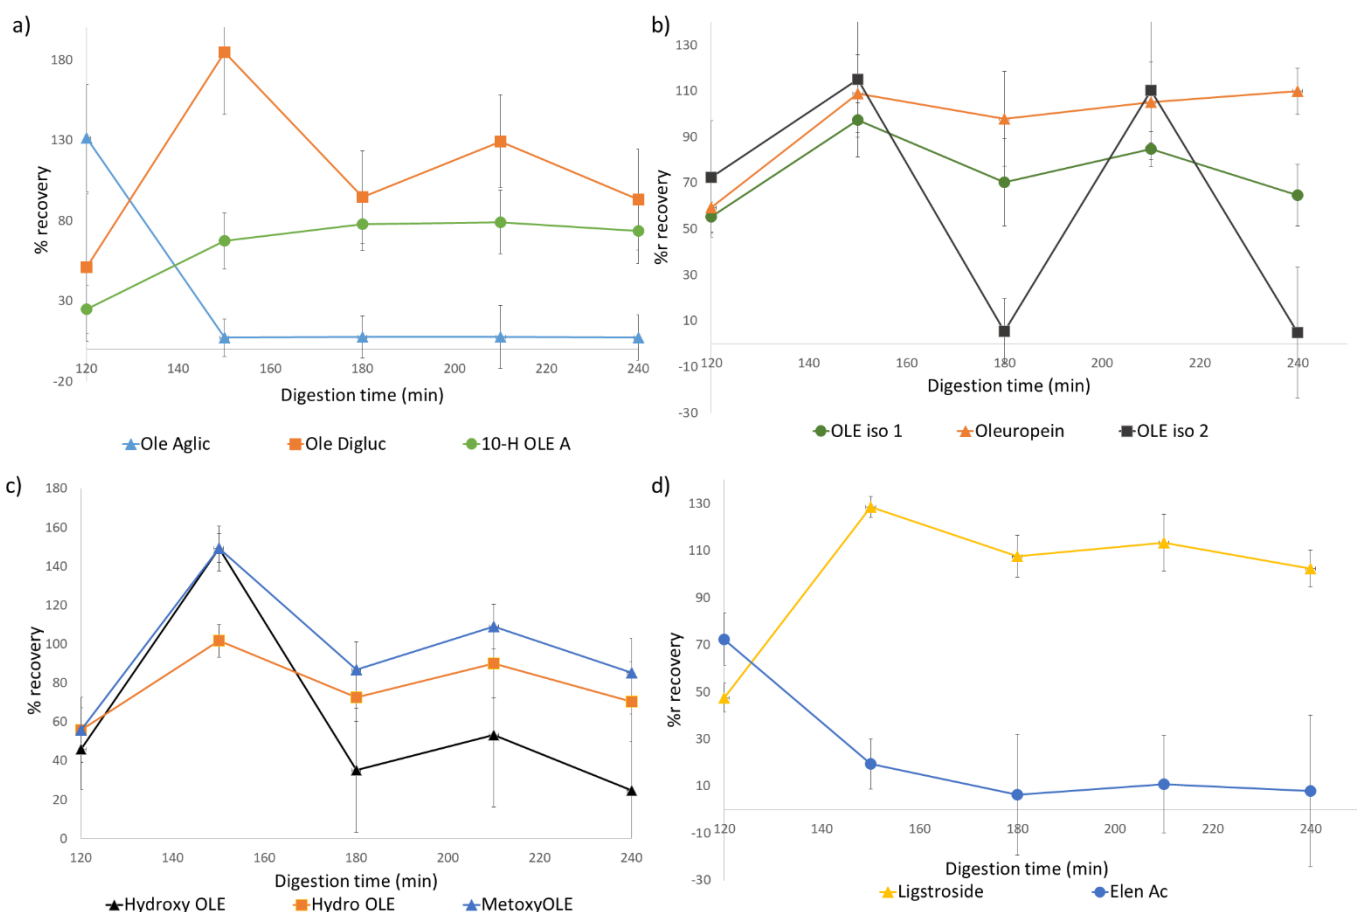 a)
180
130
80
30
-20
% recovery
120 140 160 180 200 220 240
Digestion time (min)
Ole Aglic Ole Digluc 10-H OLE A
b)
130
110
90
70
50
30
10
-10
-30
%r recovery
120 140 160 180 200 220 240
Digestion time (min)
OLE iso 1 Oleuropein OLE iso 2
c)
180
160
140
120
100
80
60
40
20
0
% recovery
120 140 160 180 200 220 240
Digestion time (min)
Hydroxy OLE Hydro OLE MetoxyOLE
d)
130
110
90
70
50
30
10
-10
-30
%r recovery
120 140 160 180 200 220 240
Digestion time (min)
Ligstroside Elen Ac